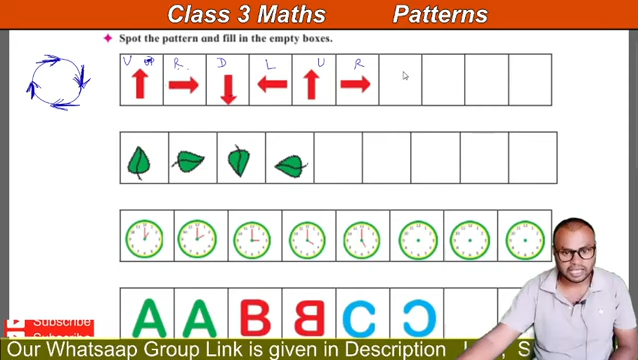 Class 3 Maths Patterns
Spot the pattern and fill in the empty boxes.
U R D L U R
A A B B C C
Subscribe
Our Whatsaap Group Link is given in Description